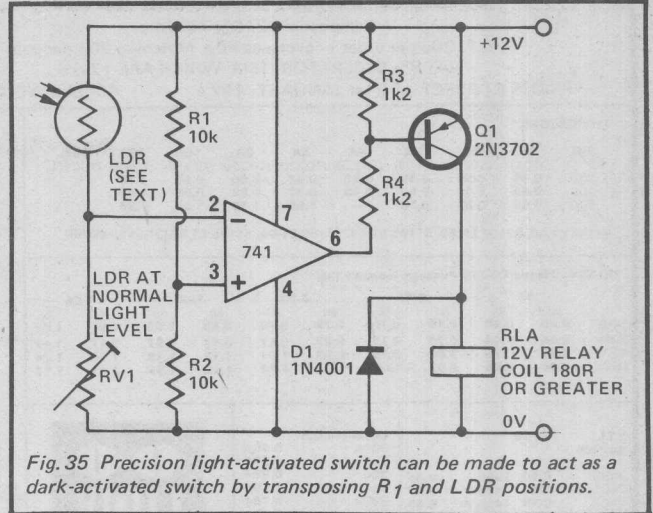 +12V
R3
1k2
R1
10k
Q1
2N3702
LDR
(SEE
TEXT)
R4
1k2
2
7
−
741
6
3
+
4
LDR AT
NORMAL
LIGHT
LEVEL
RV1
R2
10k
D1
1N4001
RLA
12V RELAY
COIL 180R
OR GREATER
0V
Fig. 35 Precision light-activated switch can be made to act as a
dark-activated switch by transposing R1 and LDR positions.